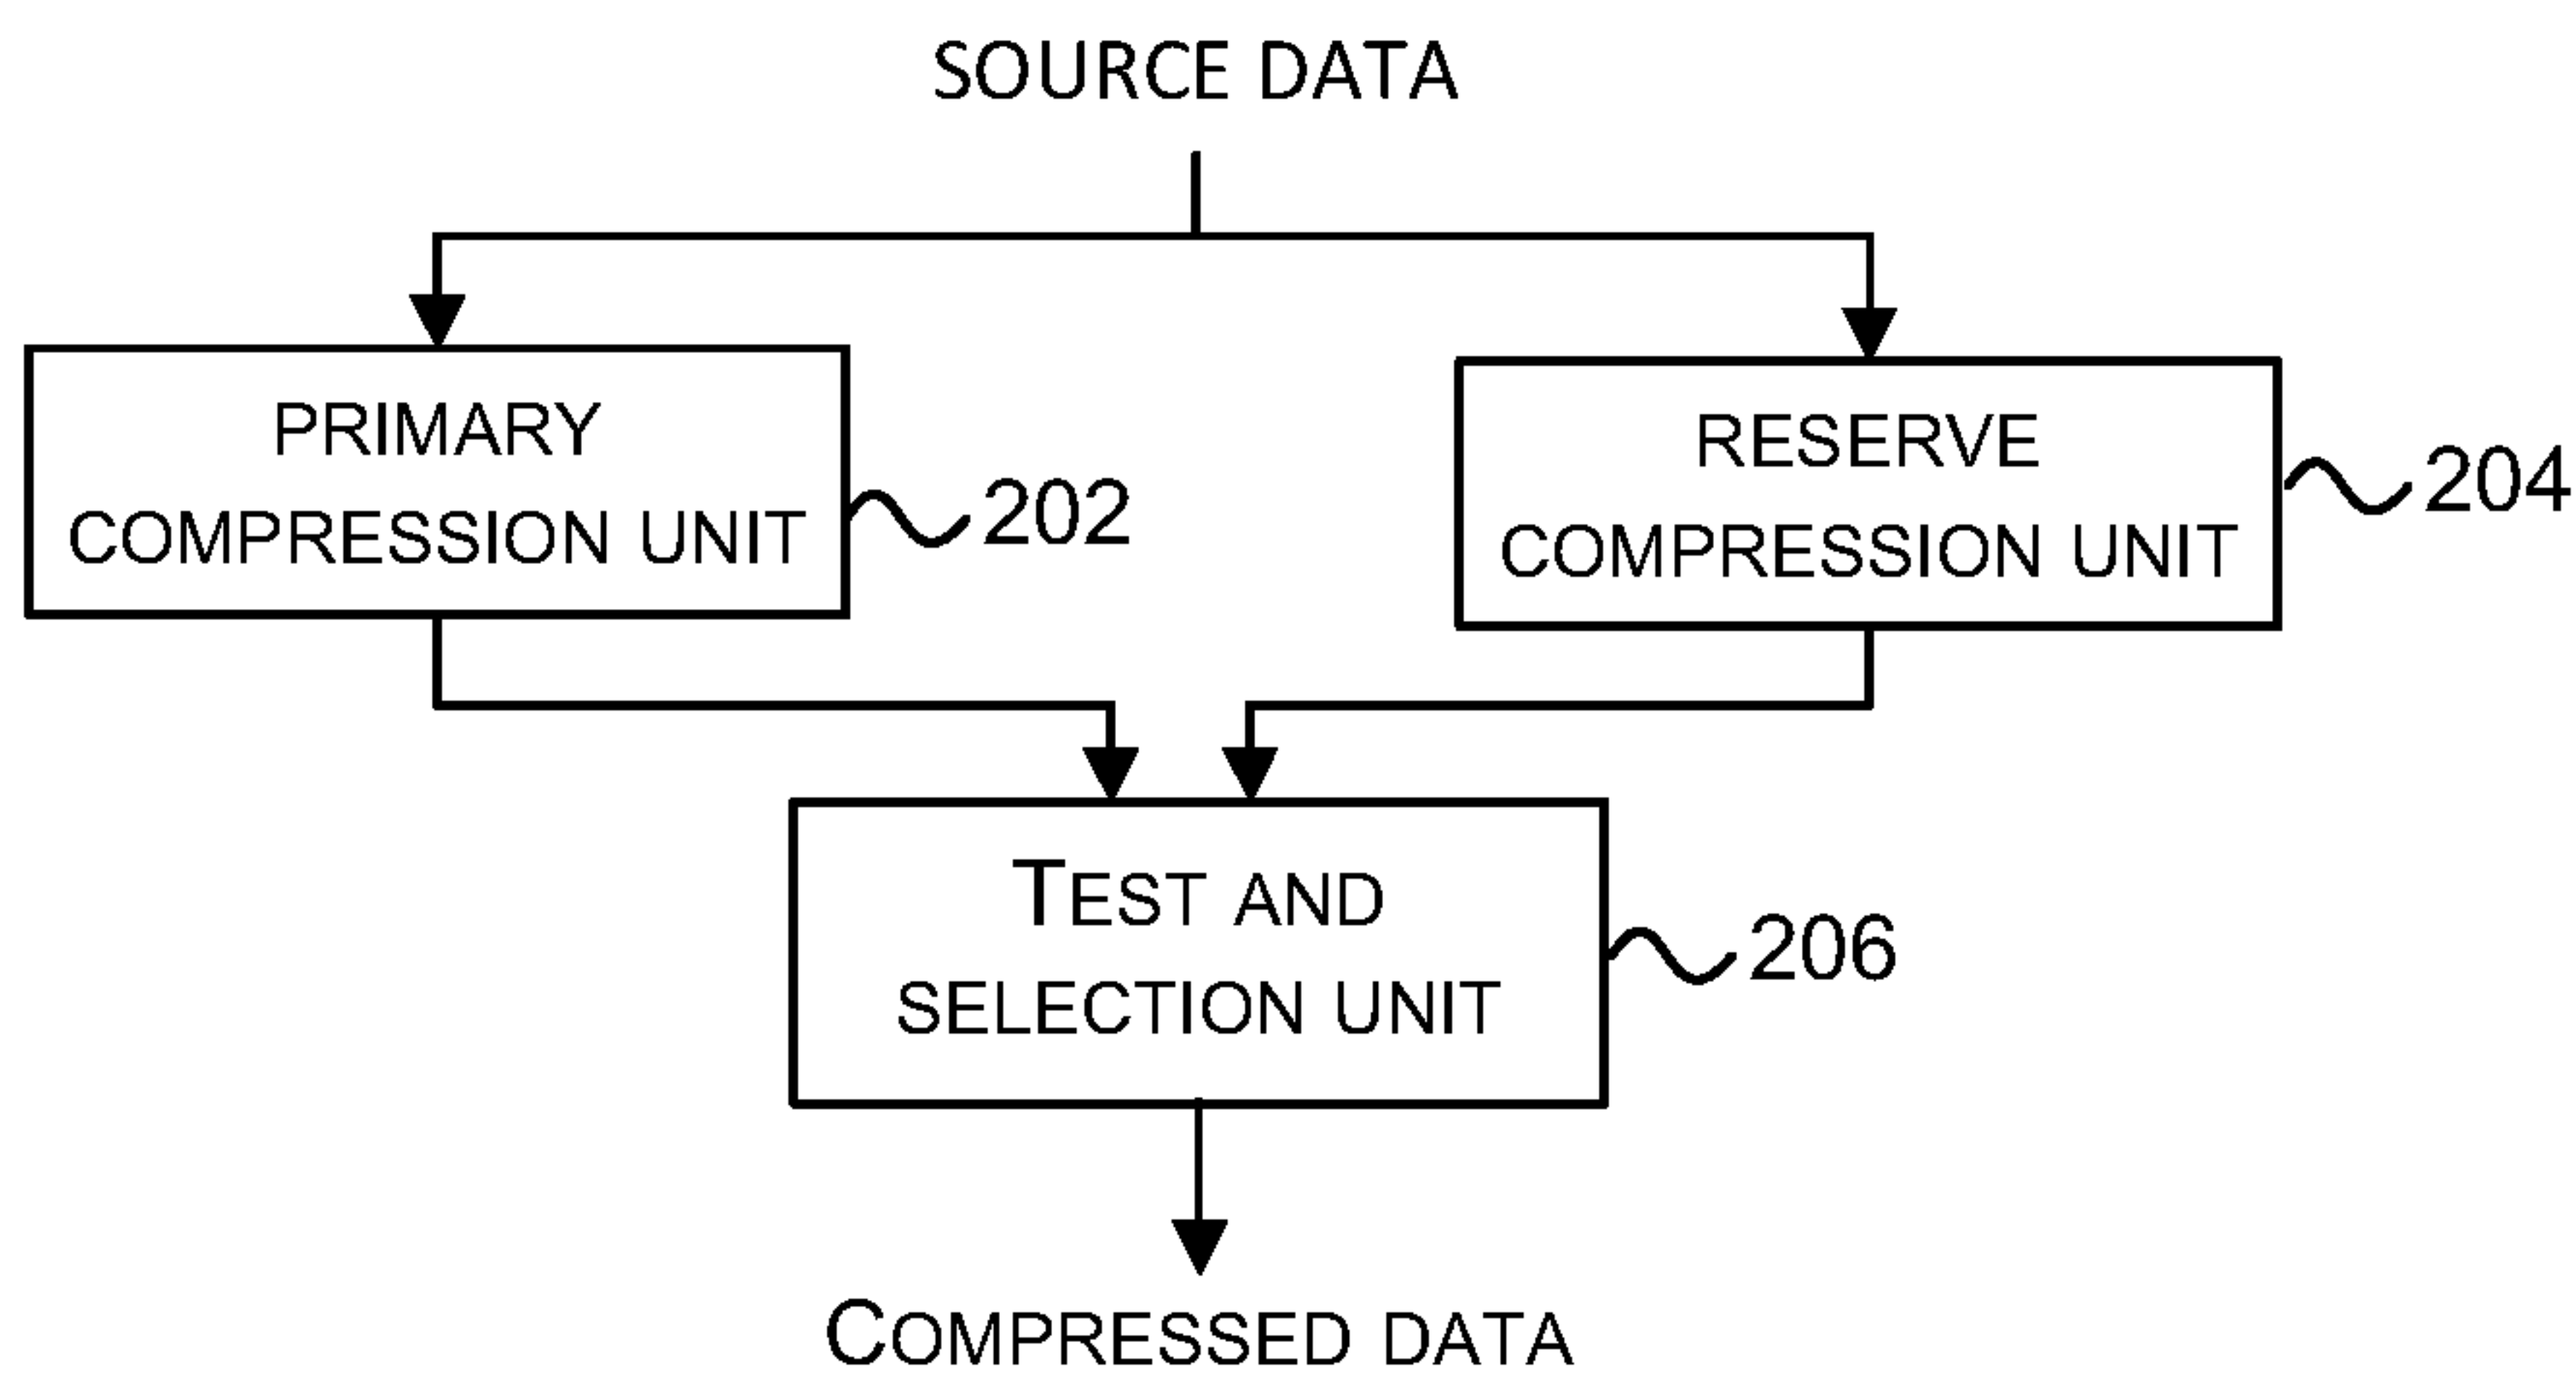 SOURCE DATA
PRIMARY
COMPRESSION UNIT
202
RESERVE
COMPRESSION UNIT
204
TEST AND
SELECTION UNIT
206
COMPRESSED DATA